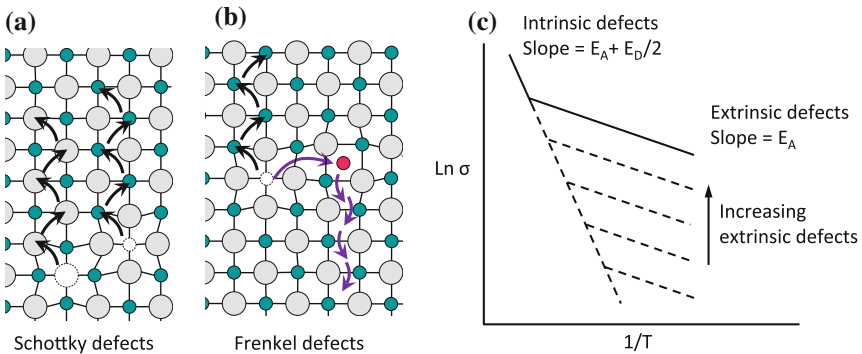 (a)
Schottky defects
(b)
Frenkel defects
(c)
Intrinsic defects
Slope = E_A + E_D/2
Extrinsic defects
Slope = E_A
Ln σ
Increasing
extrinsic defects
1/T